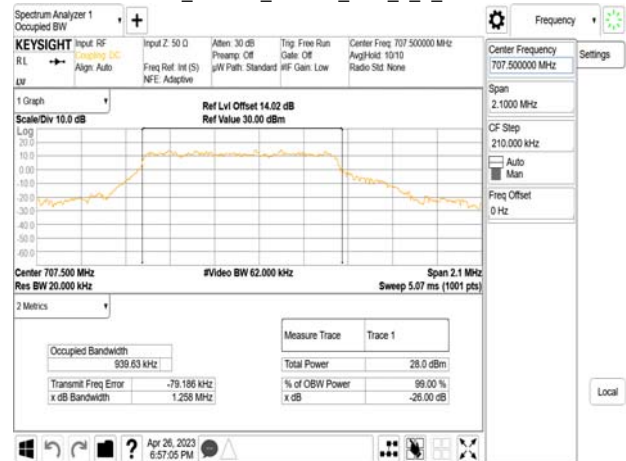 Spectrum Analyzer 1
Occupied BW
Frequency
KEYSIGHT
R L
Input: RF
Coupling: DC
Align: Auto
Input Z: 50 Ω
Freq Ref: Int (S)
NFE: Adaptive
Atten: 30 dB
Preamp: Off
µW Path: Standard
Trig: Free Run
Gate: Off
#IF Gain: Low
Center Freq: 707.500000 MHz
Avg|Hold: 10/10
Radio Std: None
1 Graph
Scale/Div 10.0 dB
Ref Lvl Offset 14.02 dB
Ref Value 30.00 dBm
Log
20.0
10.0
0.00
-10.0
-20.0
-30.0
-40.0
-50.0
-60.0
Center 707.500 MHz
Res BW 20.000 kHz
#Video BW 62.000 kHz
Span 2.1 MHz
Sweep 5.07 ms (1001 pts)
2 Metrics
Measure Trace Trace 1
Occupied Bandwidth
939.63 kHz
Total Power 28.0 dBm
Transmit Freq Error -79.186 kHz
% of OBW Power 99.00 %
x dB Bandwidth 1.258 MHz
x dB -26.00 dB
Center Frequency
707.500000 MHz
Settings
Span
2.1000 MHz
CF Step
210.000 kHz
Auto
Man
Freq Offset
0 Hz
Local
?
Apr 26, 2023
6:57:05 PM